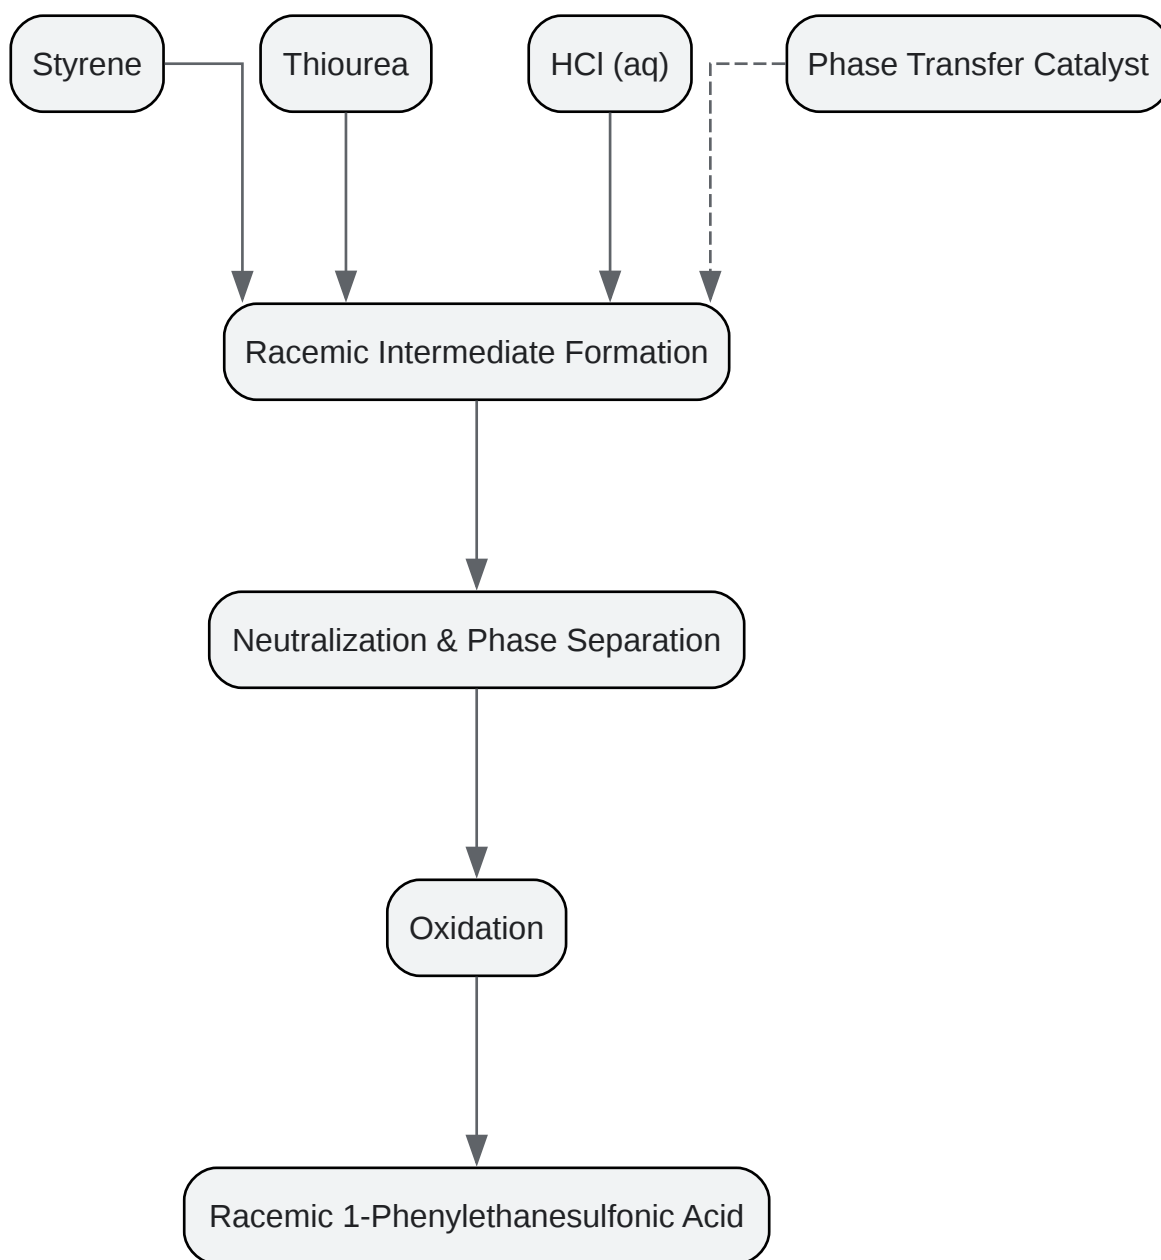 Styrene
Thiourea
HCl (aq)
Phase Transfer Catalyst
Racemic Intermediate Formation
Neutralization & Phase Separation
Oxidation
Racemic 1-Phenylethanesulfonic Acid